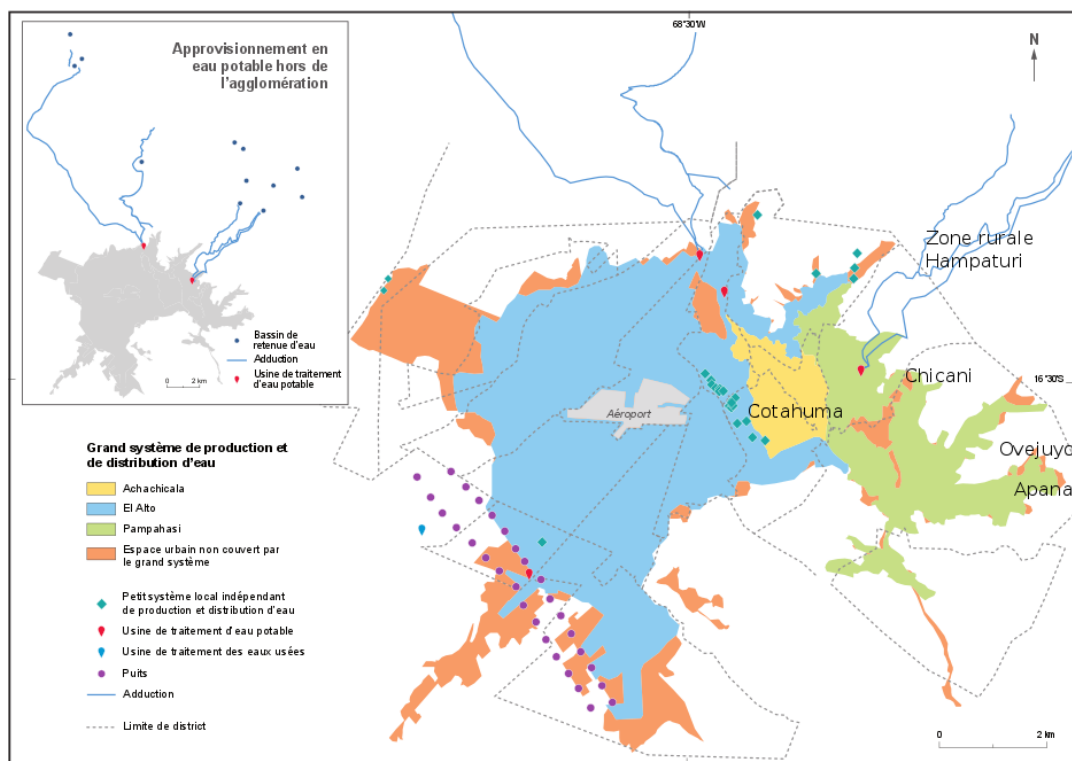 Approvisionnement en
eau potable hors de
l'agglomération
Bassin de
retenue d'eau
Adduction
Usine de traitement
d'eau potable
0 2 km
68°30'W
N
Zone rurale
Hampaturi
16°30'S
Chicani
Aéroport
Cotahuma
Ovejuyo
Apana
Grand système de production et
de distribution d'eau
Achachicala
El Alto
Pampahasi
Espace urbain non couvert par
le grand système
Petit système local indépendant
de production et distribution d'eau
Usine de traitement d'eau potable
Usine de traitement des eaux usées
Puits
Adduction
Limite de district
0 2 km